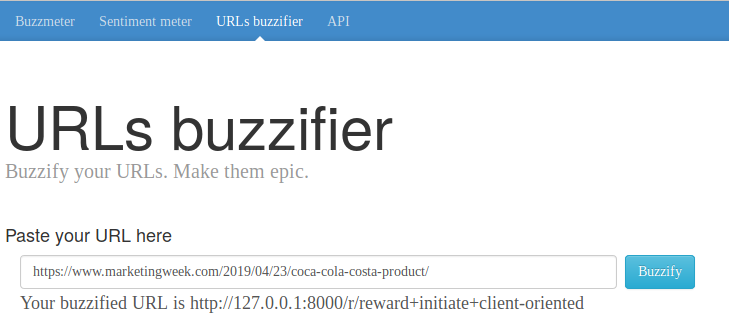 Buzzmeter Sentiment meter URLs buzzifier API
URLs buzzifier
Buzzify your URLs. Make them epic.
Paste your URL here
https://www.marketingweek.com/2019/04/23/coca-cola-costa-product/ Buzzify
Your buzzified URL is http://127.0.0.1:8000/r/reward+initiate+client-oriented